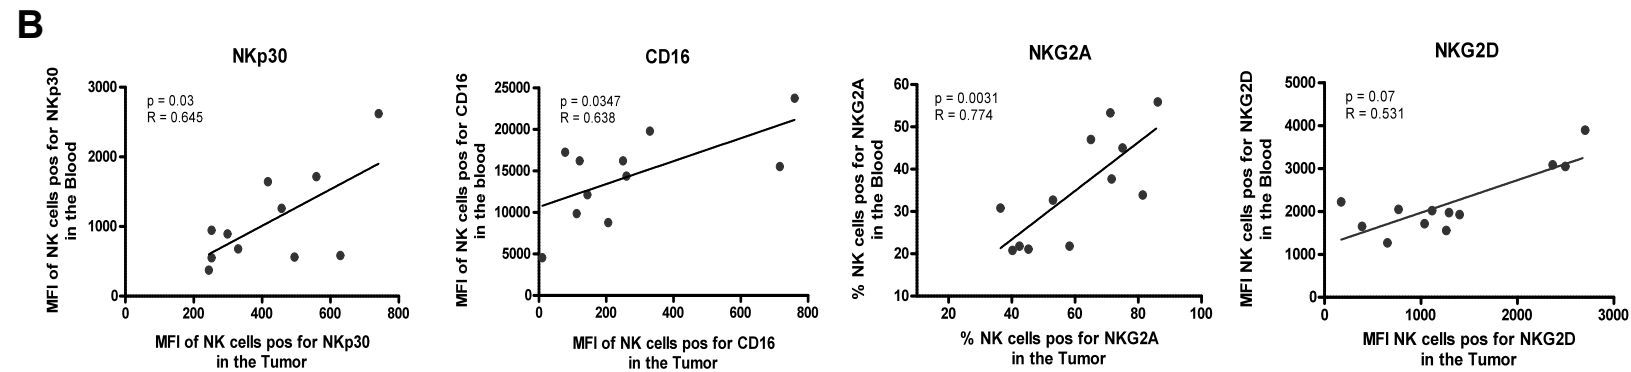 B
NKp30
MFI of NK cells pos for NKp30
in the Blood
p = 0.03
R = 0.645
3000
2000
1000
0
0 200 400 600 800
MFI of NK cells pos for NKp30
in the Tumor
CD16
MFI of NK cells pos for CD16
in the blood
p = 0.0347
R = 0.638
25000
20000
15000
10000
5000
0
0 200 400 600 800
MFI of NK cells pos for CD16
in the Tumor
NKG2A
% NK cells pos for NKG2A
in the Blood
p = 0.0031
R = 0.774
60
50
40
30
20
10
20 40 60 80 100
% NK cells pos for NKG2A
in the Tumor
NKG2D
MFI NK cells pos for NKG2D
in the Blood
p = 0.07
R = 0.531
5000
4000
3000
2000
1000
0
0 1000 2000 3000
MFI NK cells pos for NKG2D
in the Tumor